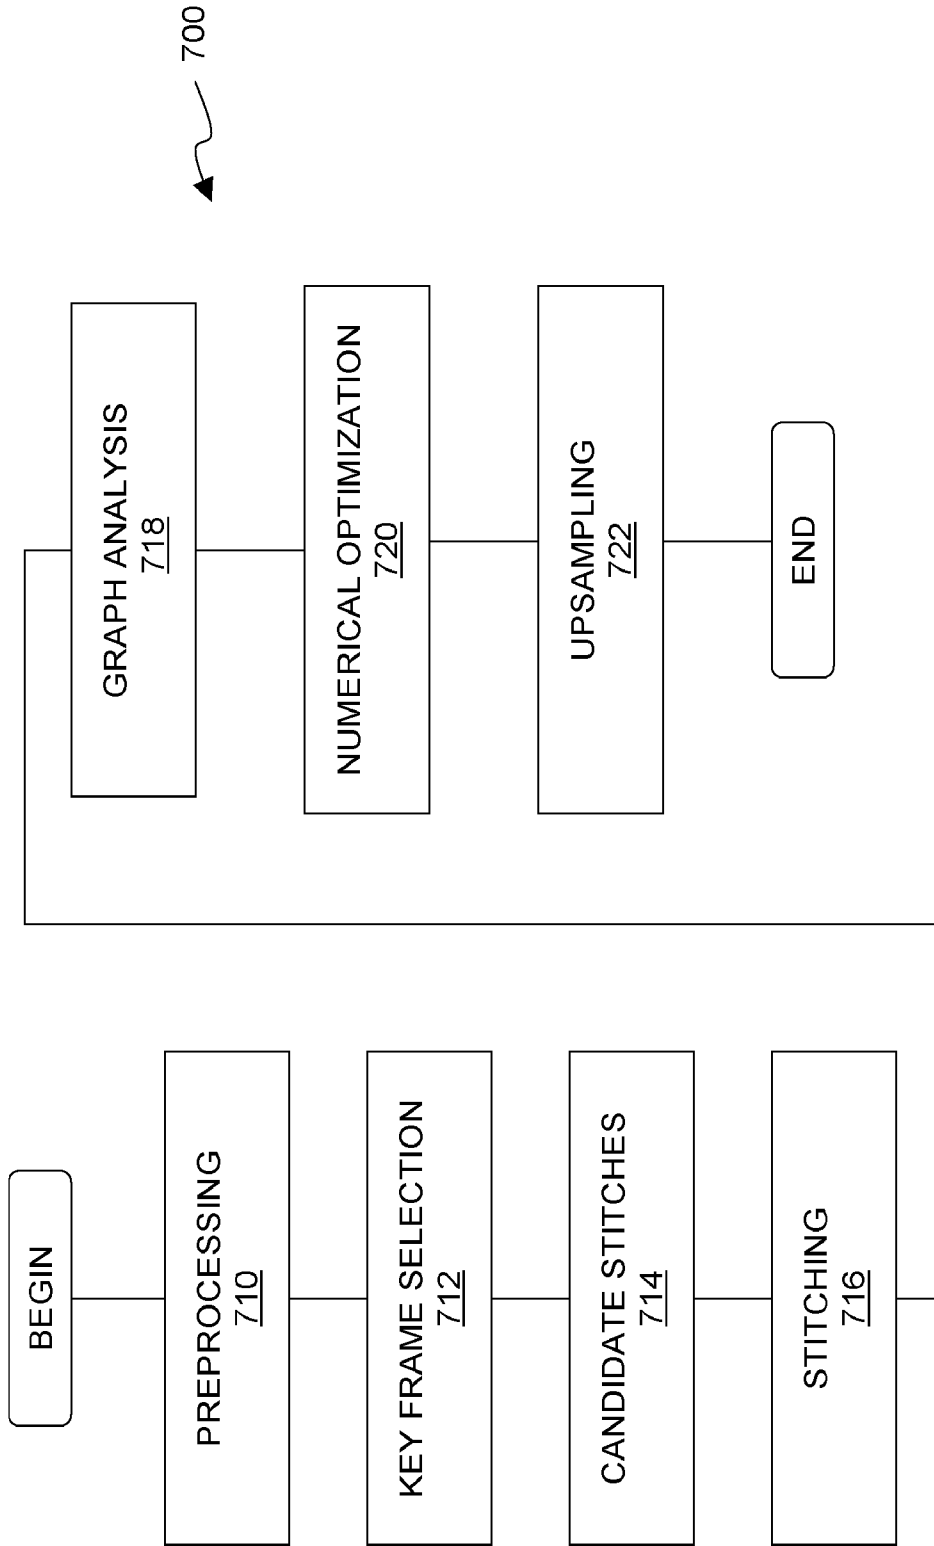 BEGIN
PREPROCESSING
710
KEY FRAME SELECTION
712
CANDIDATE STITCHES
714
STITCHING
716
GRAPH ANALYSIS
718
NUMERICAL OPTIMIZATION
720
UPSAMPLING
722
END
700